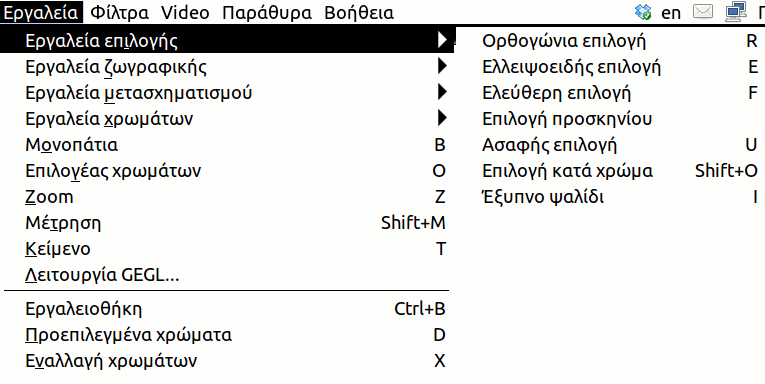 Εργαλεία Φίλτρα Video Παράθυρα Βοήθεια en
Εργαλεία επιλογής
Εργαλεία ζωγραφικής
Εργαλεία μετασχηματισμού
Εργαλεία χρωμάτων
Μονοπάτια B
Επιλογέας χρωμάτων O
Zoom Z
Μέτρηση Shift+M
Κείμενο T
Λειτουργία GEGL...
Εργαλειοθήκη Ctrl+B
Προεπιλεγμένα χρώματα D
Εναλλαγή χρωμάτων X
Ορθογώνια επιλογή R
Ελλειψοειδής επιλογή E
Ελεύθερη επιλογή F
Επιλογή προσκηνίου
Ασαφής επιλογή U
Επιλογή κατά χρώμα Shift+O
Έξυπνο ψαλίδι I